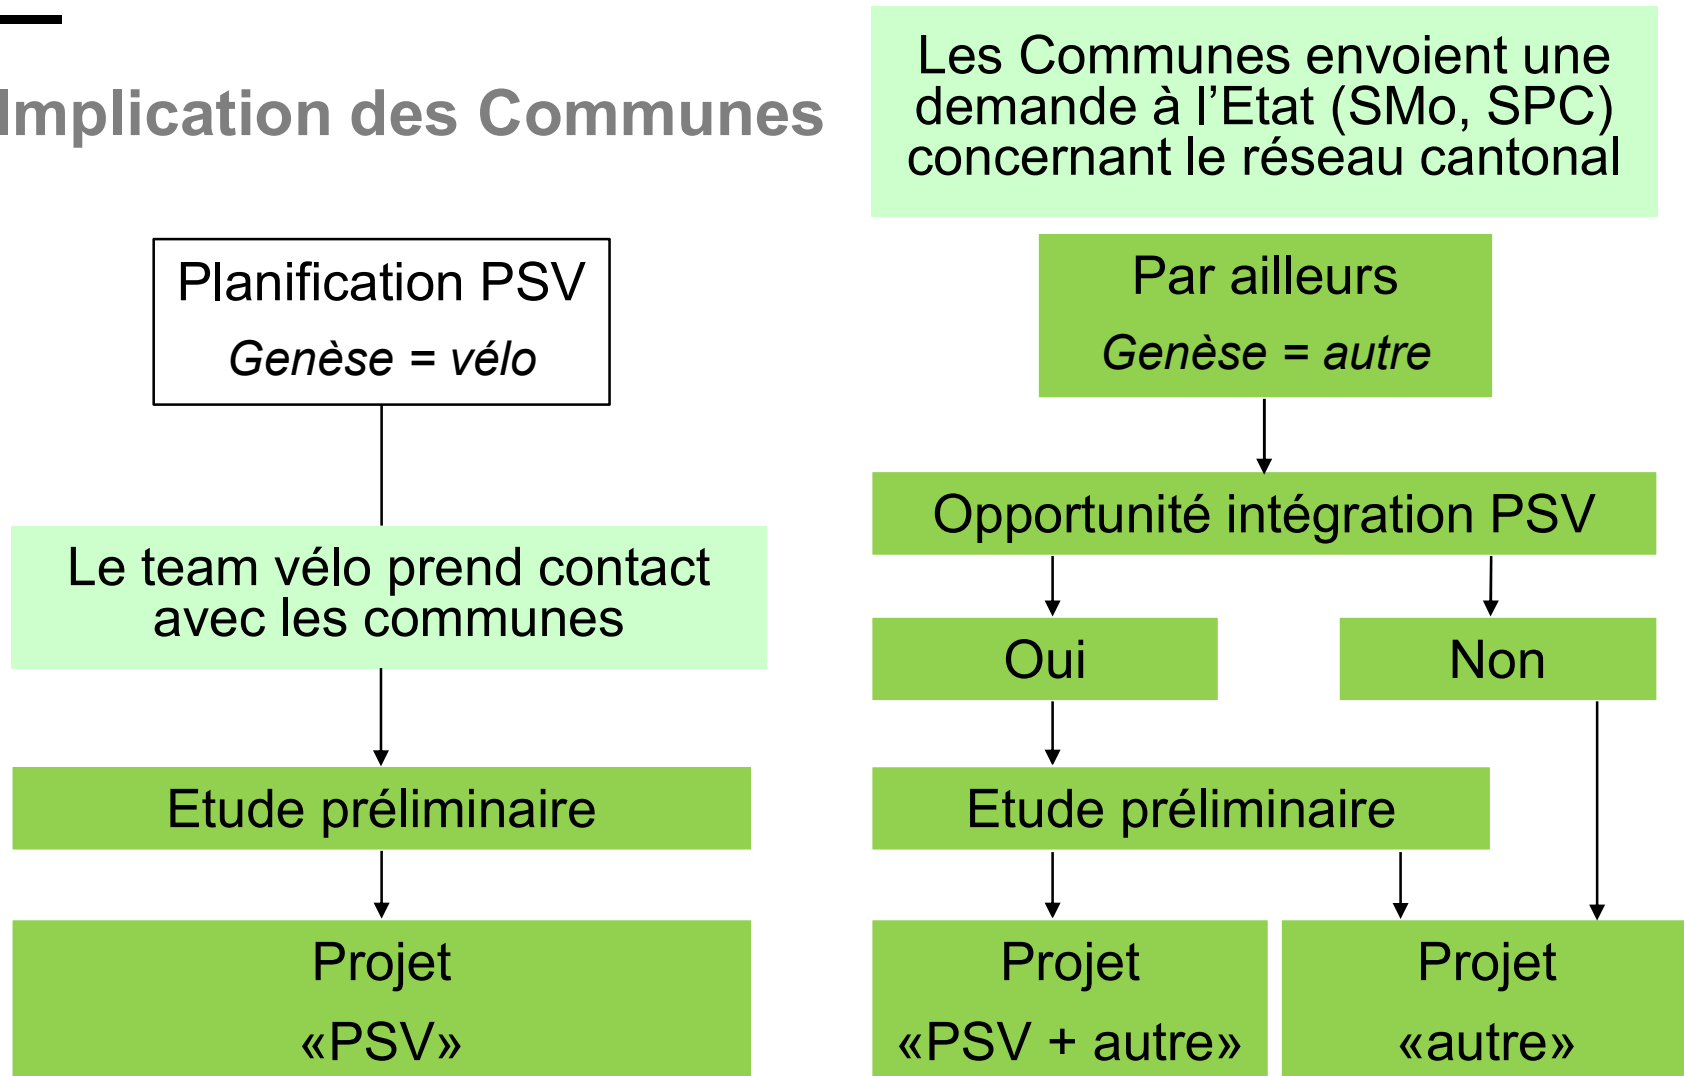 Implication des Communes
Les Communes envoient une
demande à l’Etat (SMo, SPC)
concernant le réseau cantonal
Planification PSV
Genèse = vélo
Le team vélo prend contact
avec les communes
Etude préliminaire
Projet
«PSV»
Par ailleurs
Genèse = autre
Opportunité intégration PSV
Oui
Non
Etude préliminaire
Projet
«PSV + autre»
Projet
«autre»